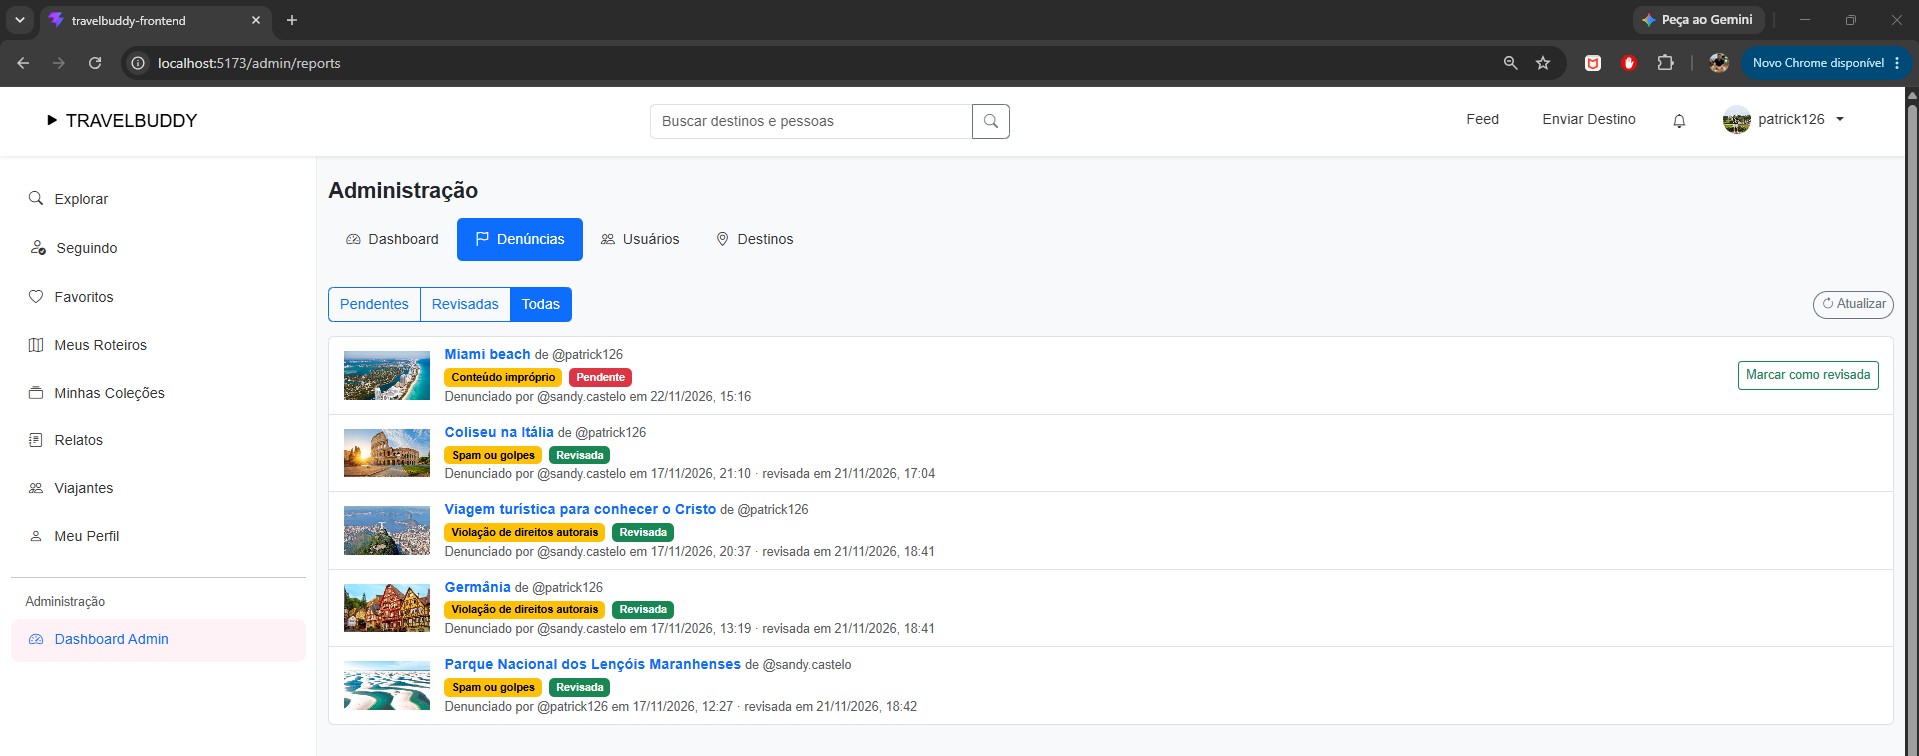 travelbuddy-frontend
Peça ao Gemini
localhost:5173/admin/reports
Novo Chrome disponível
TRAVELBUDDY
Buscar destinos e pessoas
Feed
Enviar Destino
patrick126
Explorar
Seguindo
Favoritos
Meus Roteiros
Minhas Coleções
Relatos
Viajantes
Meu Perfil
Administração
Dashboard Admin
Administração
Dashboard
Denúncias
Usuários
Destinos
Pendentes
Revisadas
Todas
Atualizar
Miami beach de @patrick126
Conteúdo impróprio Pendente
Denunciado por @sandy.castelo em 22/11/2026, 15:16
Marcar como revisada
Coliseu na Itália de @patrick126
Spam ou golpes Revisada
Denunciado por @sandy.castelo em 17/11/2026, 21:10 · revisada em 21/11/2026, 17:04
Viagem turística para conhecer o Cristo de @patrick126
Violação de direitos autorais Revisada
Denunciado por @sandy.castelo em 17/11/2026, 20:37 · revisada em 21/11/2026, 18:41
Germânia de @patrick126
Violação de direitos autorais Revisada
Denunciado por @sandy.castelo em 17/11/2026, 13:19 · revisada em 21/11/2026, 18:41
Parque Nacional dos Lençóis Maranhenses de @sandy.castelo
Spam ou golpes Revisada
Denunciado por @patrick126 em 17/11/2026, 12:27 · revisada em 21/11/2026, 18:42